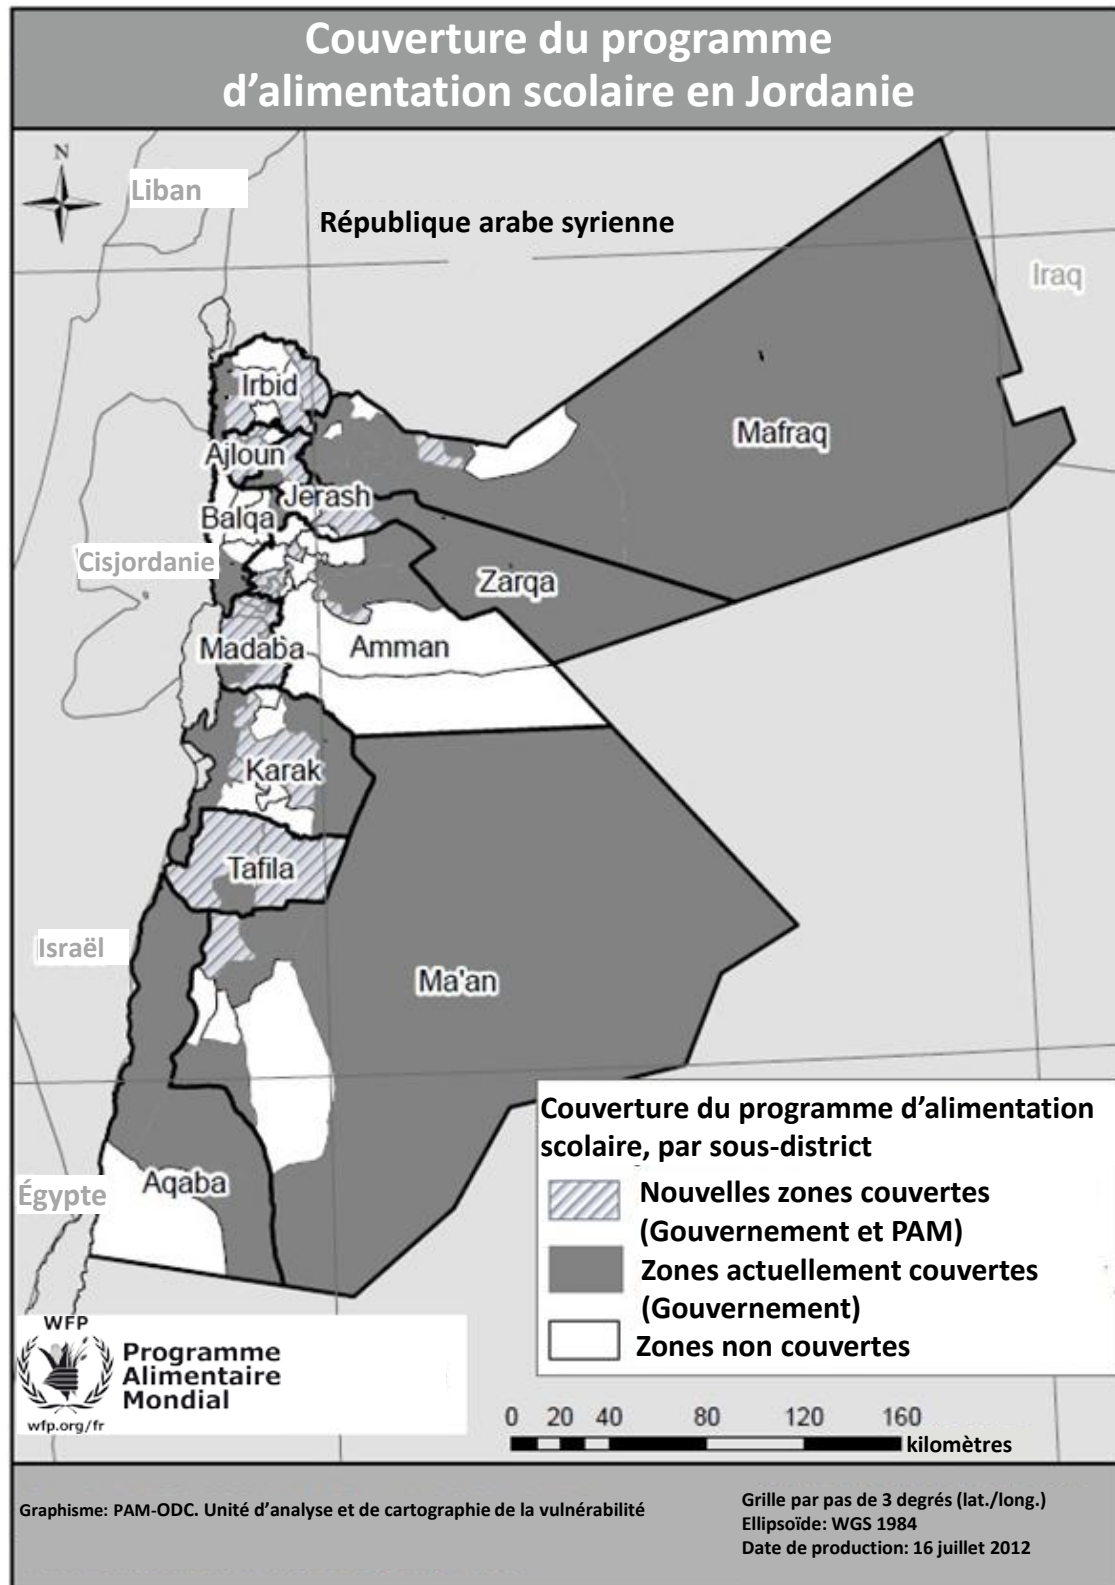 Couverture du programme
d’alimentation scolaire en Jordanie
N
Liban
République arabe syrienne
Iraq
Irbid
Mafraq
Ajloun
Jerash
Balqa
Cisjordanie
Zarqa
Madaba
Amman
Karak
Tafila
Israël
Ma'an
Aqaba
Égypte
Couverture du programme d’alimentation
scolaire, par sous-district
Nouvelles zones couvertes
(Gouvernement et PAM)
Zones actuellement couvertes
(Gouvernement)
Zones non couvertes
WFP
Programme
Alimentaire
Mondial
wfp.org/fr
0 20 40 80 120 160
kilomètres
Graphisme: PAM-ODC. Unité d’analyse et de cartographie de la vulnérabilité
Grille par pas de 3 degrés (lat./long.)
Ellipsoïde: WGS 1984
Date de production: 16 juillet 2012